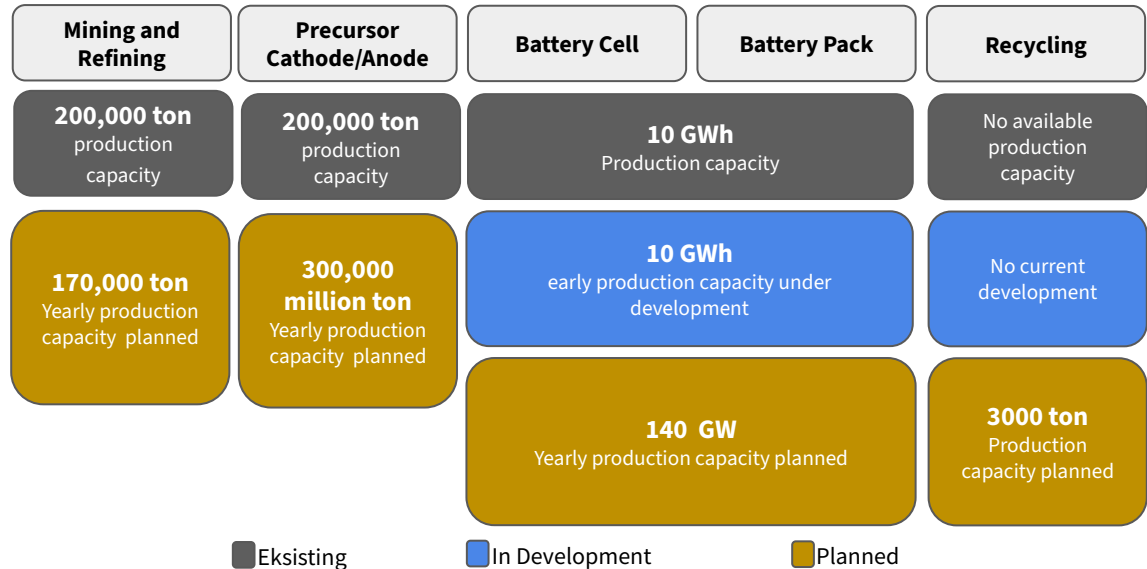 Mining and
Refining
Precursor
Cathode/Anode
Battery Cell
Battery Pack
Recycling
200,000 ton
production
capacity
200,000 ton
production
capacity
10 GWh
Production capacity
No available
production
capacity
170,000 ton
Yearly production
capacity planned
300,000
million ton
Yearly production
capacity planned
10 GWh
early production capacity under
development
No current
development
140 GW
Yearly production capacity planned
3000 ton
Production
capacity planned
Eksisting
In Development
Planned